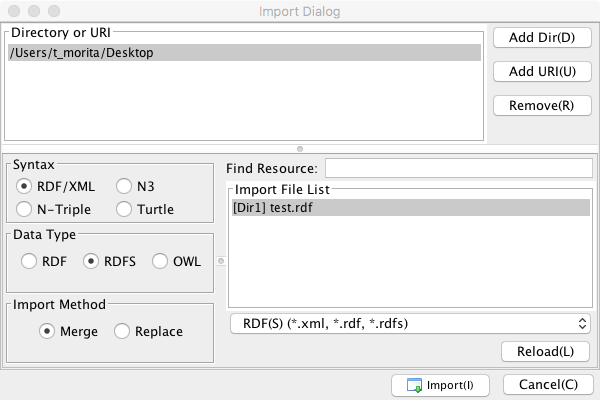 Import Dialog
Directory or URI
/Users/t_morita/Desktop
Add Dir(D)
Add URI(U)
Remove(R)
Syntax
RDF/XML
N3
N-Triple
Turtle
Data Type
RDF
RDFS
OWL
Import Method
Merge
Replace
Find Resource:
Import File List
[Dir1] test.rdf
RDF(S) (*.xml, *.rdf, *.rdfs)
Reload(L)
Import(I)
Cancel(C)